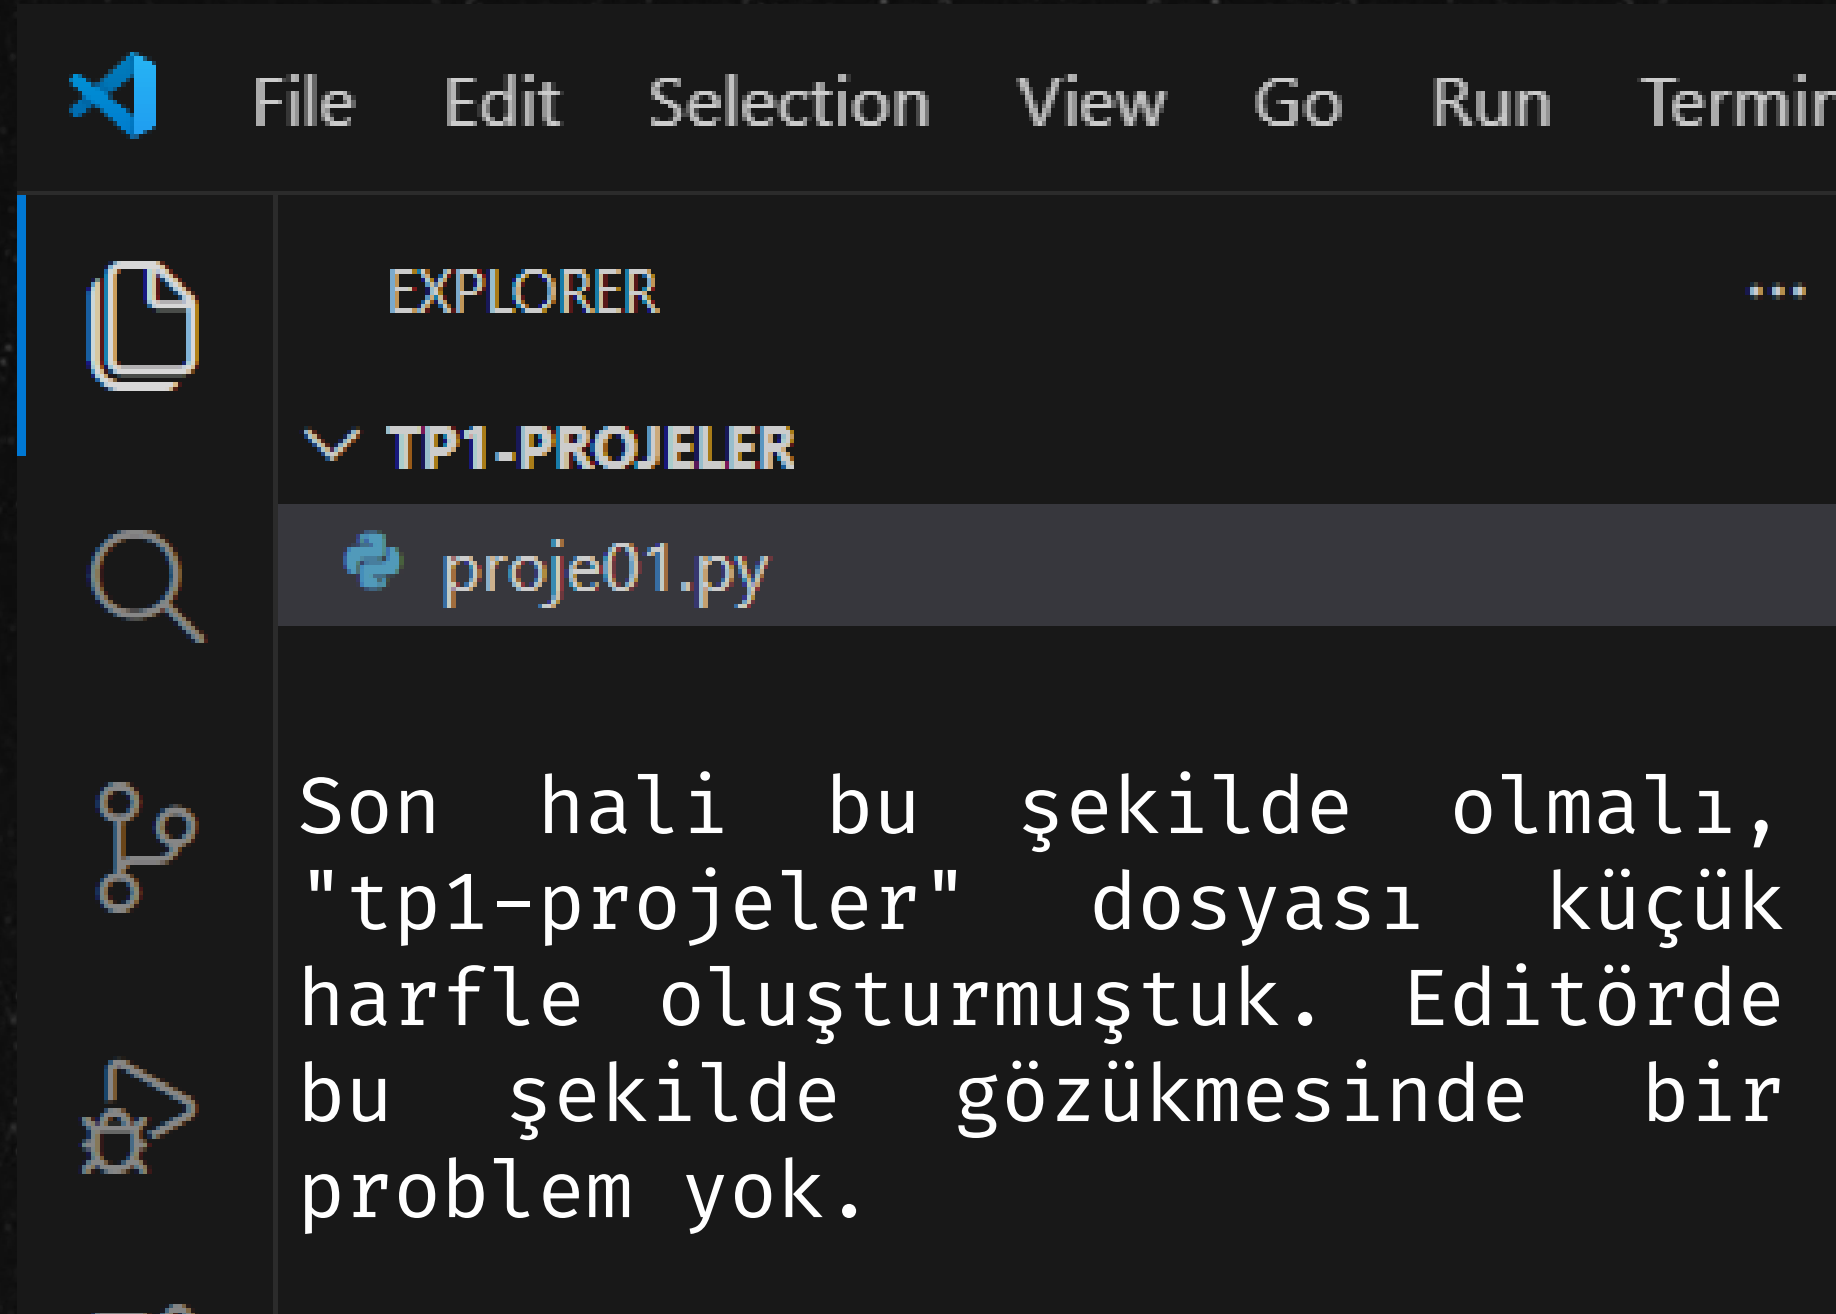 File Edit Selection View Go Run
EXPLORER ...
TP1-PROJELER
proje01.py
Son hali bu şekilde olmalı,
"tp1-projeler" dosyası küçük
harfle oluşturmuştuk. Editörde
bu şekilde gözükmesinde bir
problem yok.